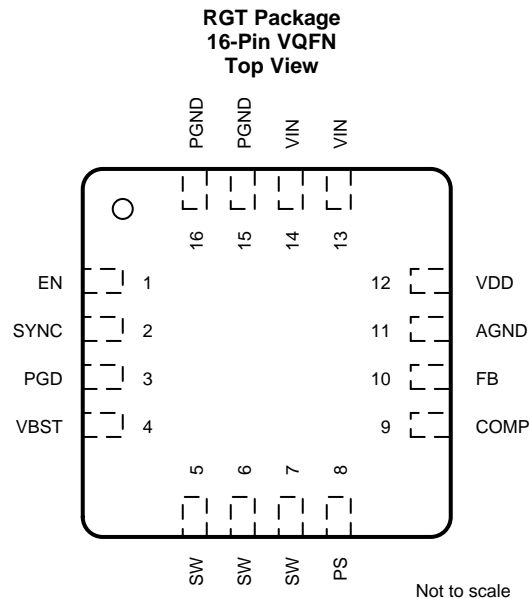 RGT Package
16-Pin VQFN
Top View
PGND PGND VIN VIN
16 15 14 13
EN 1 12 VDD
SYNC 2 11 AGND
PGD 3 10 FB
VBST 4 9 COMP
5 6 7 8
SW SW SW PS
Not to scale